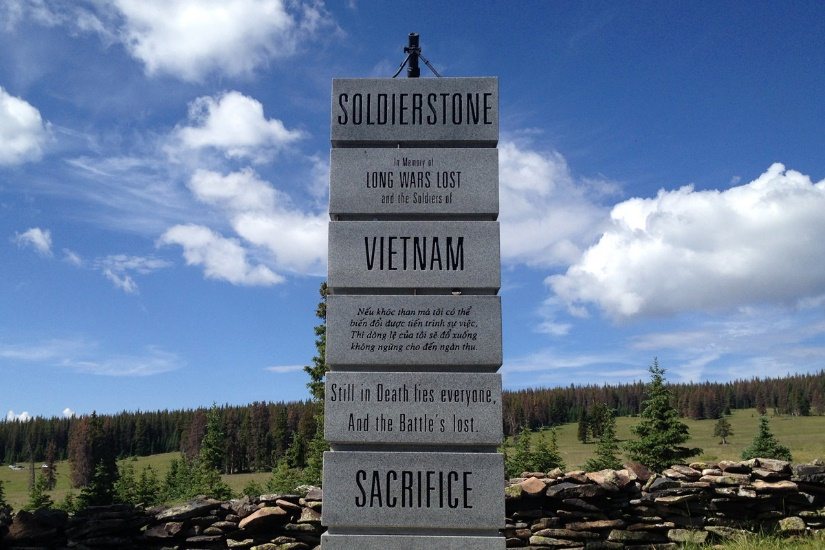 SOLDIERSTONE
In Memory of
LONG WARS LOST
and the Soldiers of
VIETNAM
Nếu khóc than mà tôi có thể
biến đổi được tiến trình sự việc,
Thì dòng lệ của tôi sẽ đổ xuống
không ngừng cho đến ngàn thu.
Still in Death lies everyone,
And the Battle's lost.
SACRIFICE